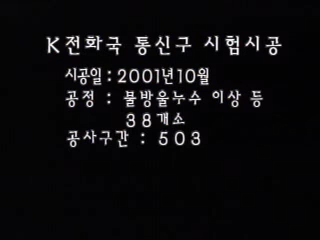 K전화국 통신구 시험시공
시공일 : 2001년10월
공정 : 물방울누수 이상 등
38개소
공사구간 : 503